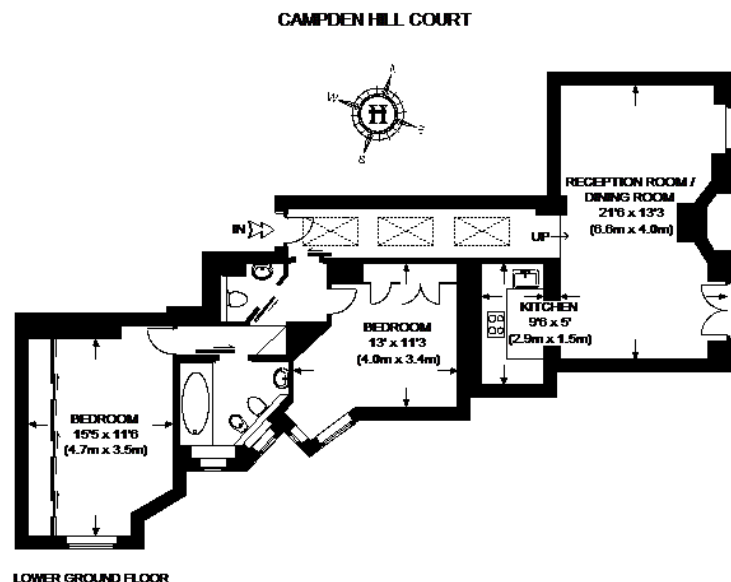 CAMPDEN HILL COURT
N
W
H
E
S
RECEPTION ROOM /
DINING ROOM
21'6 x 13'3
(6.6m x 4.0m)
IN
UP
KITCHEN
9'6 x 5'
(2.9m x 1.5m)
BEDROOM
13' x 11'3
(4.0m x 3.4m)
BEDROOM
15'5 x 11'6
(4.7m x 3.5m)
LOWER GROUND FLOOR